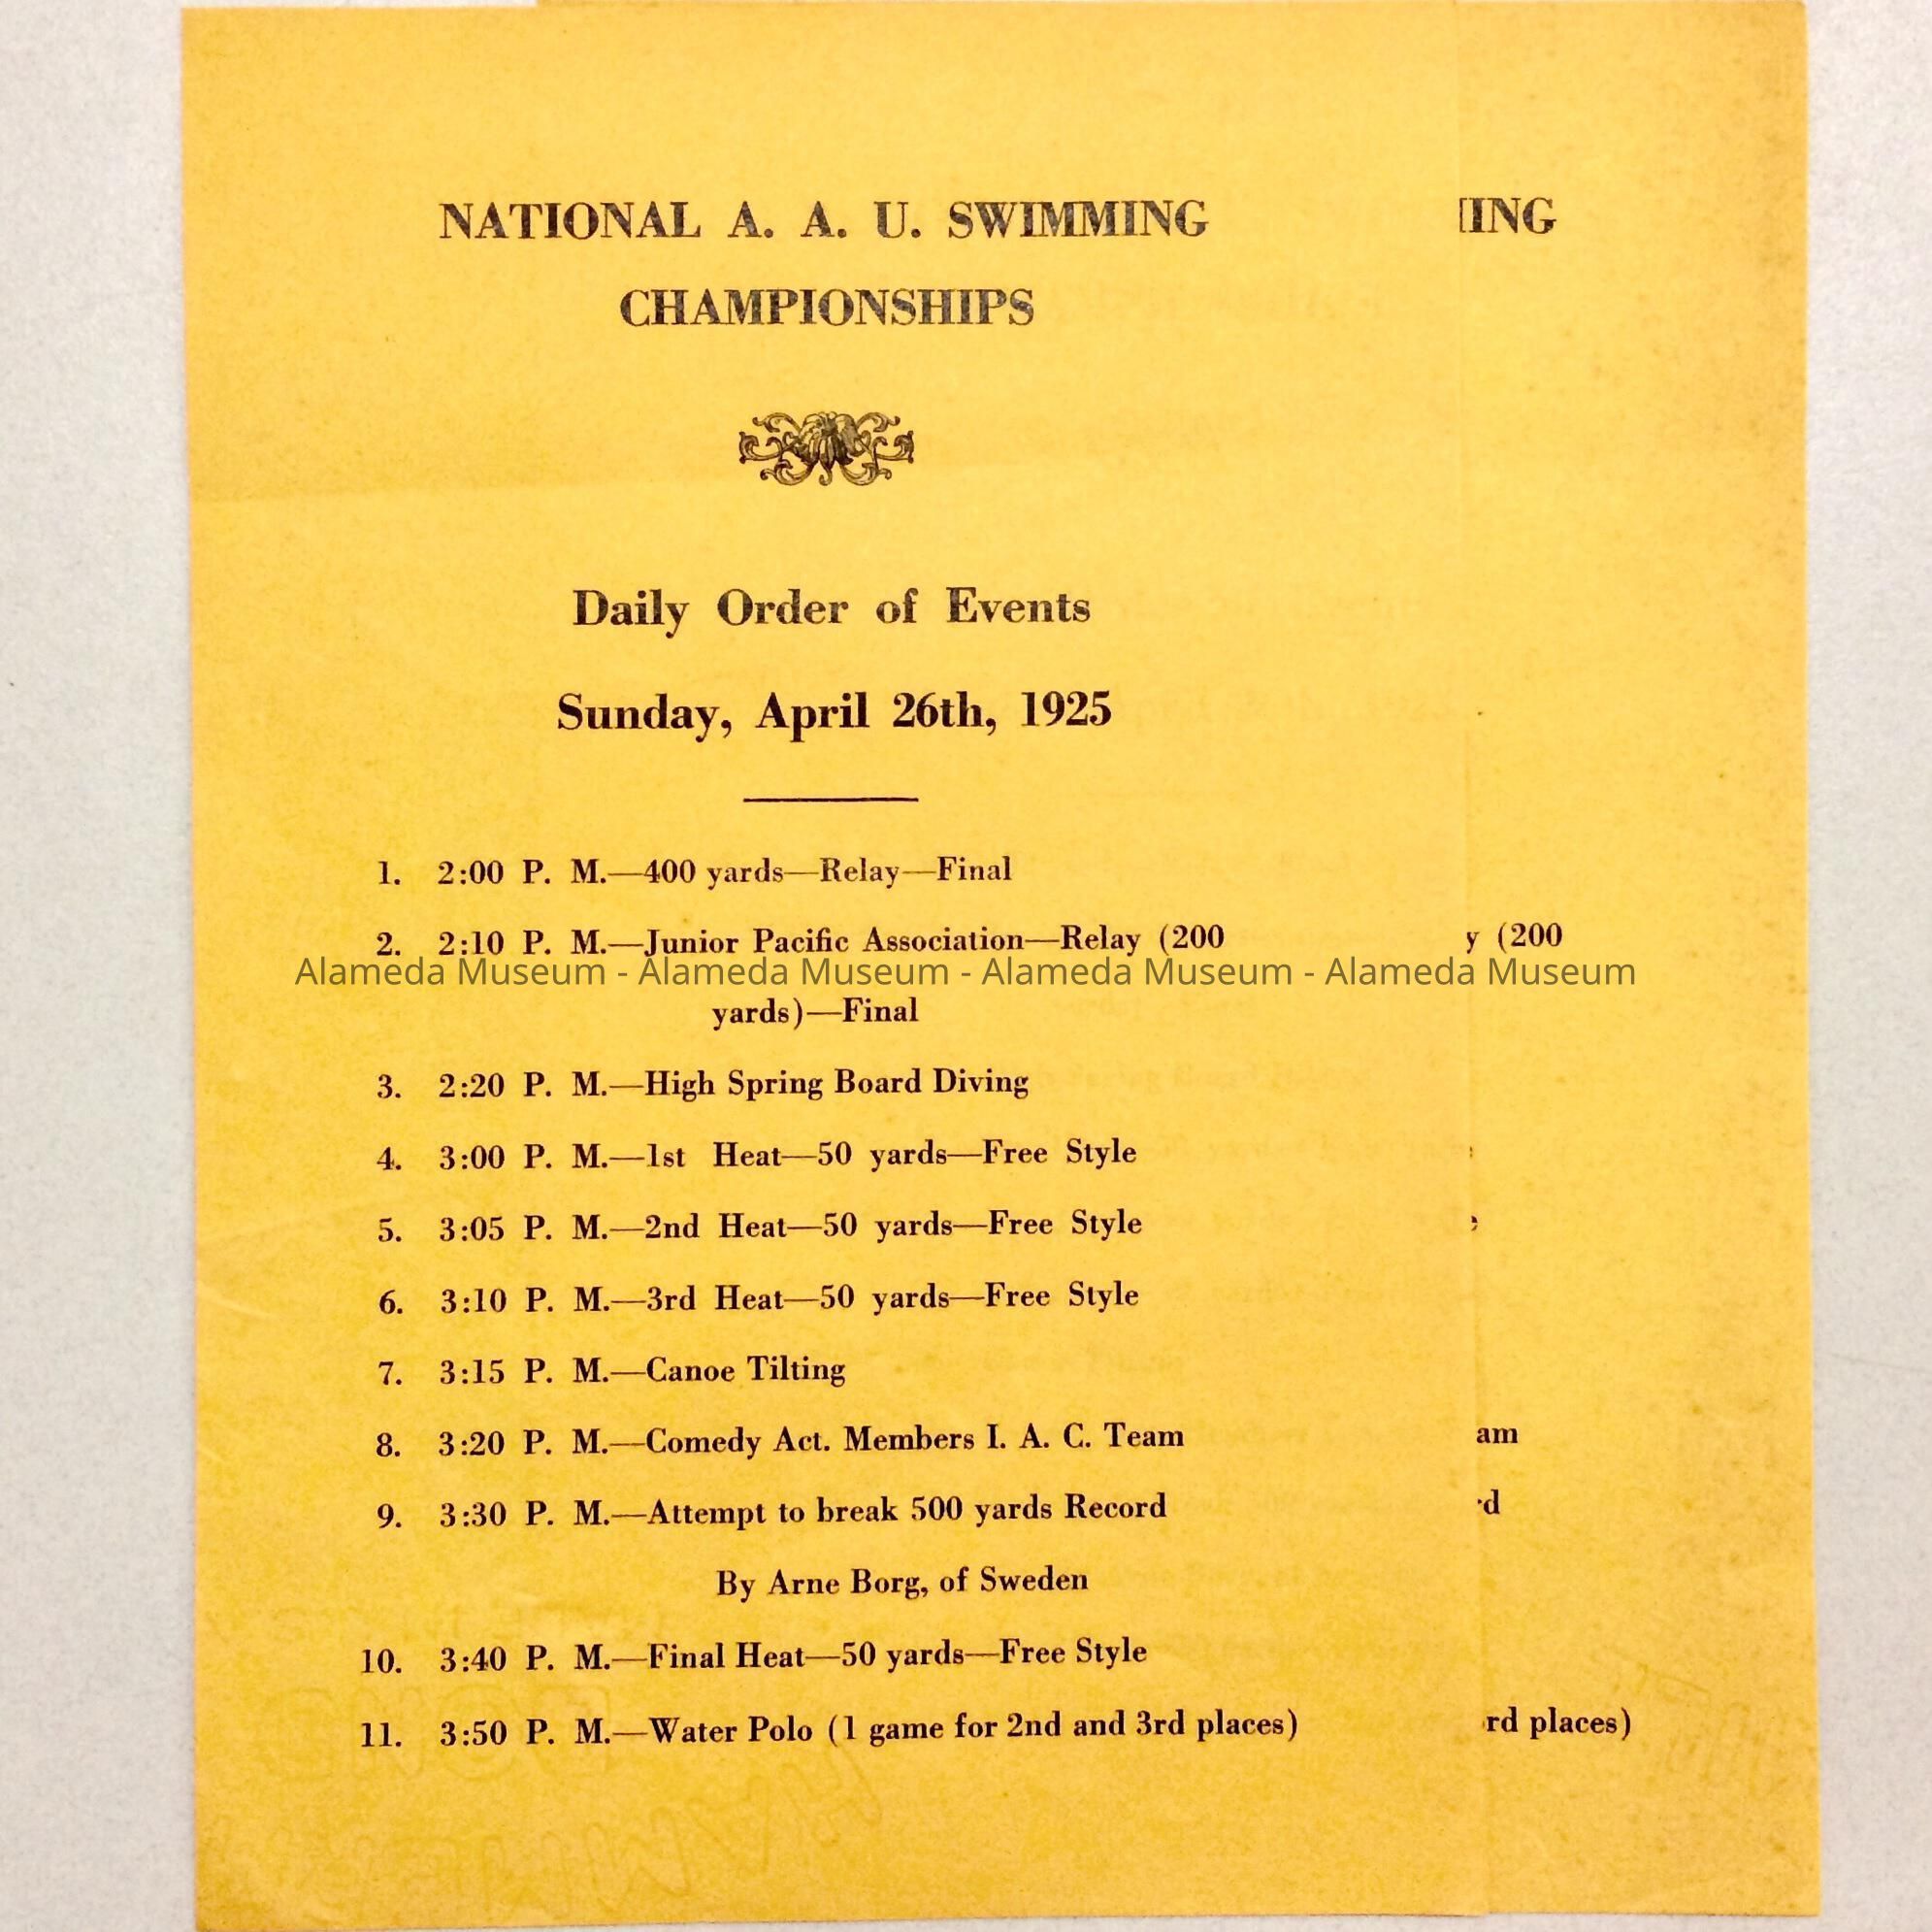 NATIONAL A. A. U. SWIMMING
CHAMPIONSHIPS
Daily Order of Events
Sunday, April 26th, 1925
1. 2:00 P. M.—400 yards—Relay—Final
2. 2:10 P. M.—Junior Pacific Association—Relay (200
yards)—Final
3. 2:20 P. M.—High Spring Board Diving
4. 3:00 P. M.—1st Heat—50 yards—Free Style
5. 3:05 P. M.—2nd Heat—50 yards—Free Style
6. 3:10 P. M.—3rd Heat—50 yards—Free Style
7. 3:15 P. M.—Canoe Tilting
8. 3:20 P. M.—Comedy Act. Members I. A. C. Team
9. 3:30 P. M.—Attempt to break 500 yards Record
By Arne Borg, of Sweden
10. 3:40 P. M.—Final Heat—50 yards—Free Style
11. 3:50 P. M.—Water Polo (1 game for 2nd and 3rd places)
ING
y (200
am
d
rd places)
Alameda Museum - Alameda Museum - Alameda Museum - Alameda Museum